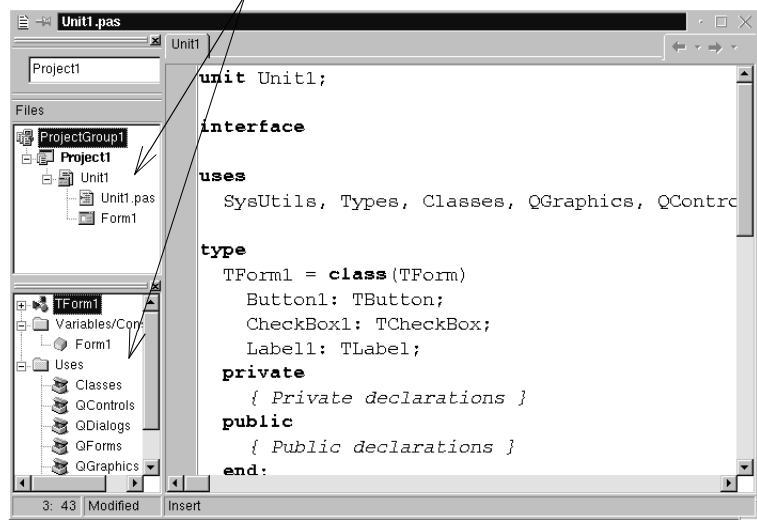 Unit1.pas
Project1
Files
ProjectGroup1
Project1
Unit1
Unit1.pas
Form1
TForm1
Variables/Con
Form1
Uses
Classes
QControls
QDialogs
QForms
QGraphics
Unit1
unit Unit1;
interface
uses
SysUtils, Types, Classes, QGraphics, QContro
type
TForm1 = class(TForm)
Button1: TButton;
CheckBox1: TCheckBox;
Label1: TLabel;
private
{ Private declarations }
public
{ Public declarations }
end;
3: 43 Modified Insert